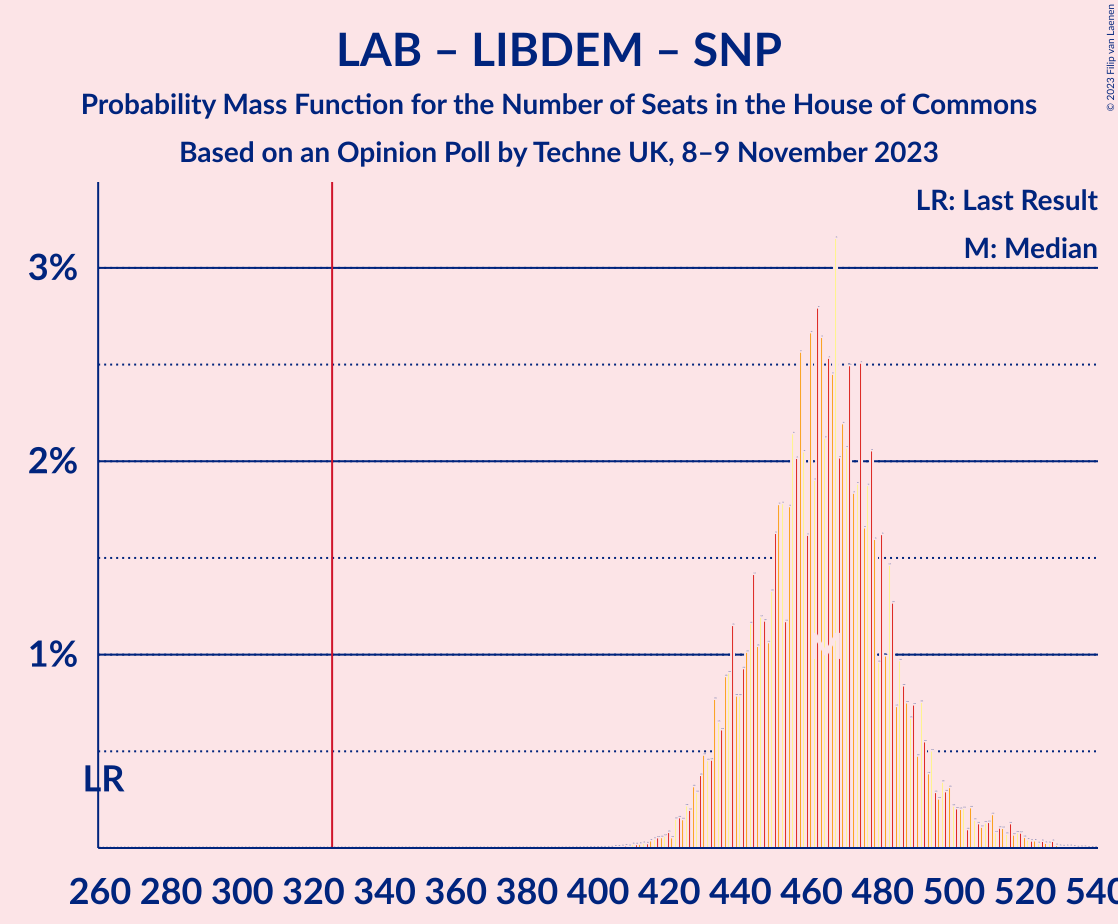 LAB – LIBDEM – SNP
Probability Mass Function for the Number of Seats in the House of Commons
Based on an Opinion Poll by Techne UK, 8–9 November 2023
© 2023 Filip van Laenen
LR: Last Result
M: Median
3%
2%
1%
LR
260 280 300 320 340 360 380 400 420 440 460 480 500 520 540